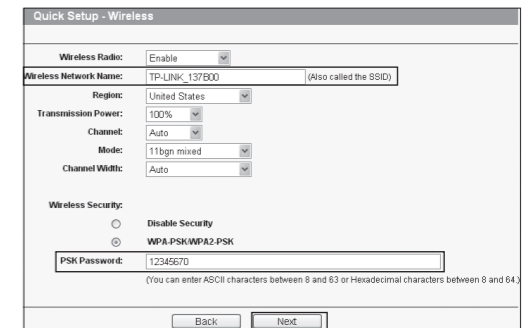 Quick Setup - Wireless
Wireless Radio: Enable
Wireless Network Name: TP-LINK_137B00 (Also called the SSID)
Region: United States
Transmission Power: 100%
Channel: Auto
Mode: 11bgn mixed
Channel Width: Auto
Wireless Security:
Disable Security
WPA-PSK/WPA2-PSK
PSK Password: 12345670
(You can enter ASCII characters between 8 and 63 or Hexadecimal characters between 8 and 64.)
Back Next